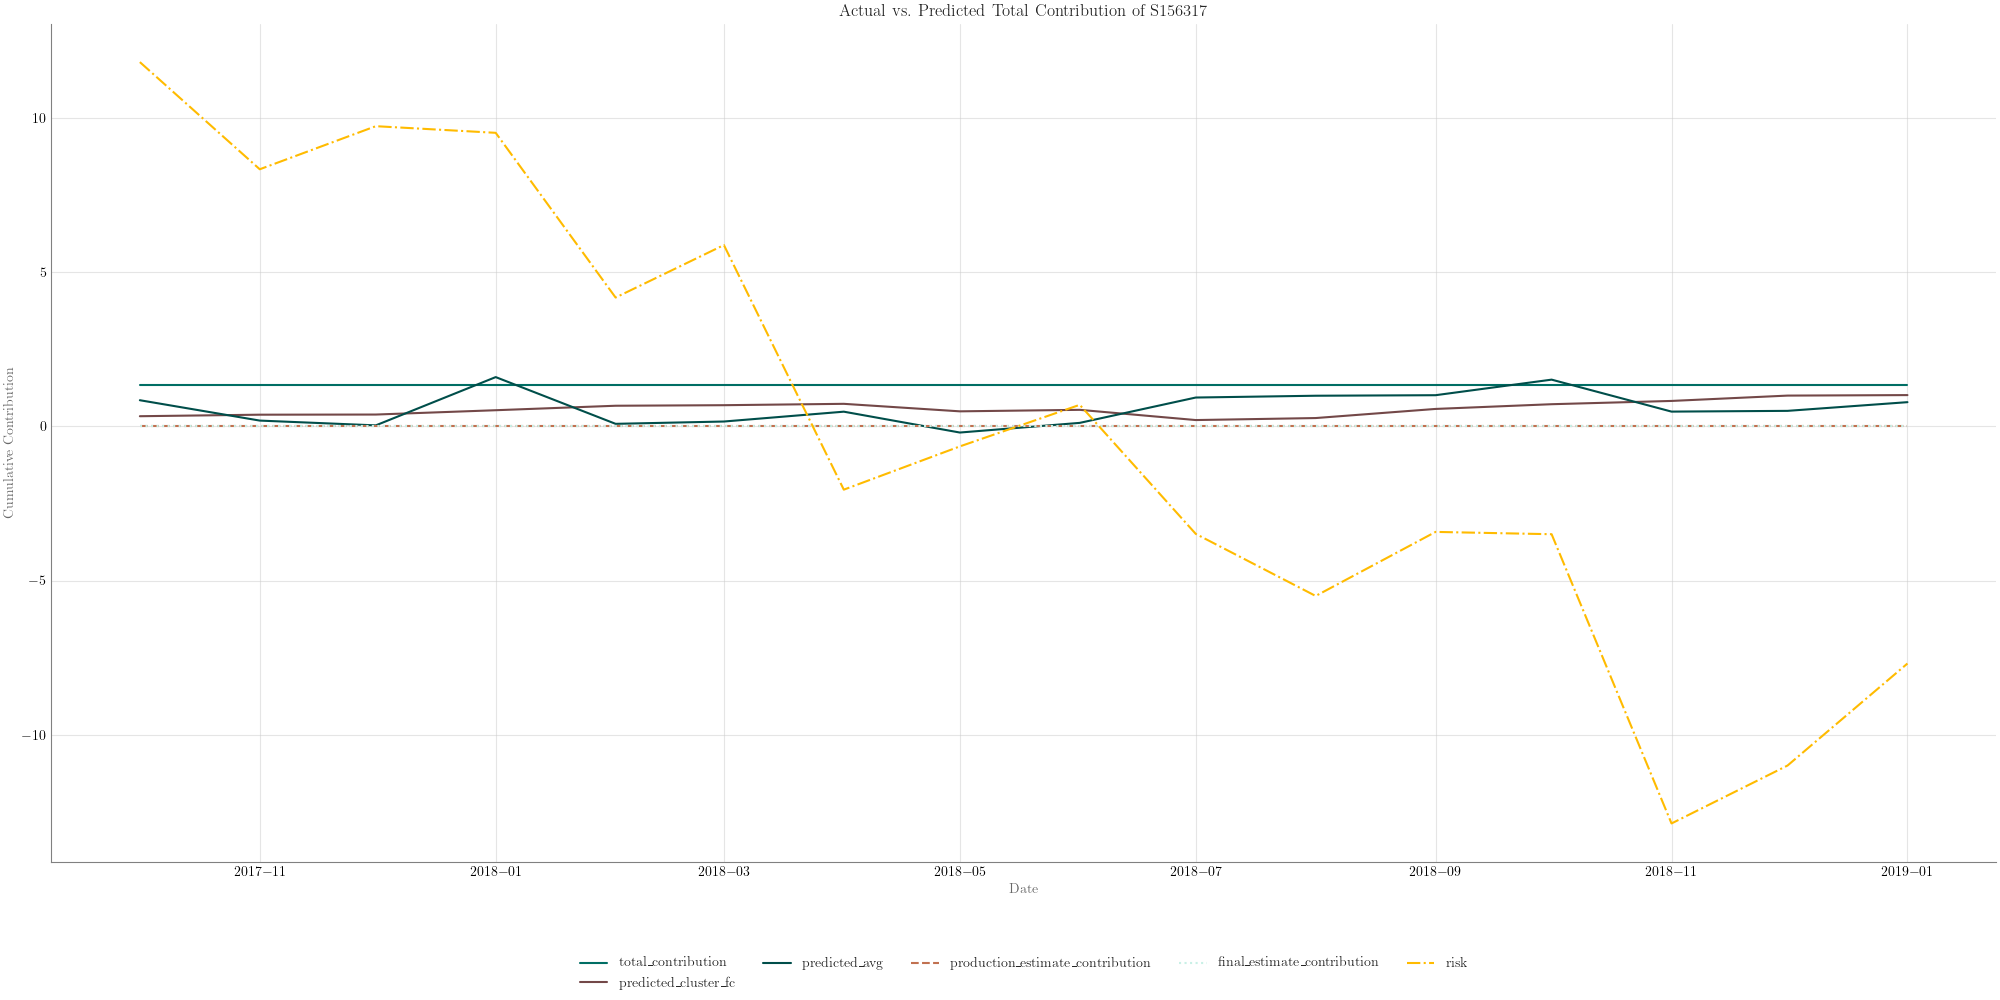 Actual vs. Predicted Total Contribution of S156317
Cumulative Contribution
10
5
0
−5
−10
2017−11
2018−01
2018−03
2018−05
2018−07
2018−09
2018−11
2019−01
Date
total_contribution
predicted_avg
production_estimate_contribution
final_estimate_contribution
risk
predicted_cluster_fc